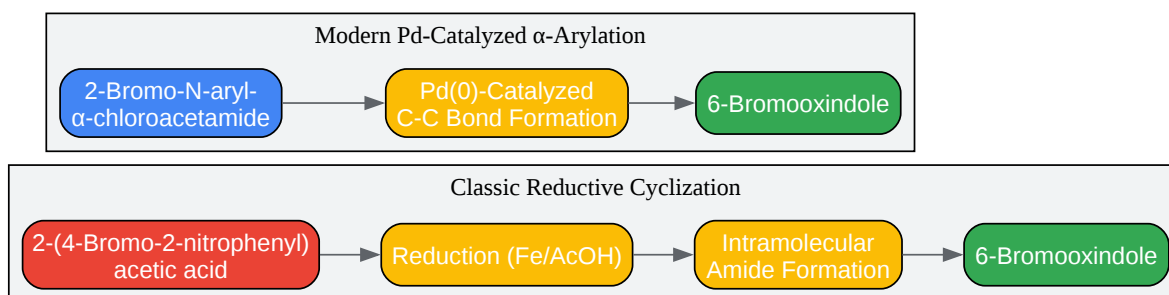 Modern Pd-Catalyzed α-Arylation
2-Bromo-N-aryl-
α-chloroacetamide
Pd(0)-Catalyzed
C-C Bond Formation
6-Bromooxindole
Classic Reductive Cyclization
2-(4-Bromo-2-nitrophenyl)
acetic acid
Reduction (Fe/AcOH)
Intramolecular
Amide Formation
6-Bromooxindole